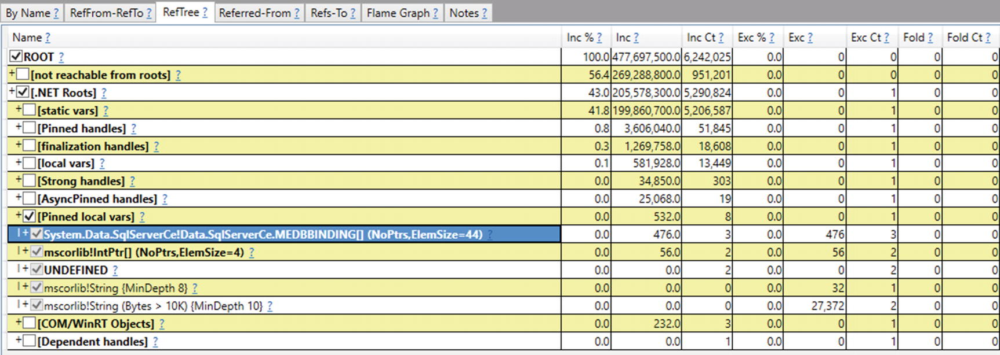 By Name ? RefFrom-RefTo ? RefTree ? Referred-From ? Refs-To ? Flame Graph ? Notes ?
Name ? Inc % ? Inc ? Inc Ct ? Exc % ? Exc ? Exc Ct ? Fold ? Fold Ct ?
ROOT ? 100.0 477,697,500.0 6,242,025 0.0 0 0 0 0
+ [not reachable from roots] ? 56.4 269,288,800.0 951,201 0.0 0 0 0 0
+ [.NET Roots] ? 43.0 205,578,300.0 5,290,824 0.0 0 1 0 0
+ [static vars] ? 41.8 199,860,700.0 5,206,587 0.0 0 1 0 0
+ [Pinned handles] ? 0.8 3,606,040.0 51,845 0.0 0 1 0 0
+ [finalization handles] ? 0.3 1,269,758.0 18,608 0.0 0 1 0 0
+ [local vars] ? 0.1 581,928.0 13,449 0.0 0 1 0 0
+ [Strong handles] ? 0.0 34,850.0 303 0.0 0 1 0 0
+ [AsyncPinned handles] ? 0.0 25,068.0 19 0.0 0 1 0 0
+ [Pinned local vars] ? 0.0 532.0 8 0.0 0 1 0 0
|+ System.Data.SqlServerCe!Data.SqlServerCe.MEDBBINDING[] (NoPtrs,ElemSize=44) ? 0.0 476.0 3 0.0 476 3 0 0
|+ mscorlib!IntPtr[] (NoPtrs,ElemSize=4) ? 0.0 56.0 2 0.0 56 2 0 0
|+ UNDEFINED ? 0.0 0.0 2 0.0 0 2 0 0
|+ mscorlib!String {MinDepth 8} ? 0.0 0.0 0 0.0 32 1 0 0
|+ mscorlib!String (Bytes > 10K) {MinDepth 10} ? 0.0 0.0 0 0.0 27,372 2 0 0
+ [COM/WinRT Objects] ? 0.0 232.0 3 0.0 0 1 0 0
+ [Dependent handles] ? 0.0 0.0 1 0.0 0 1 0 0